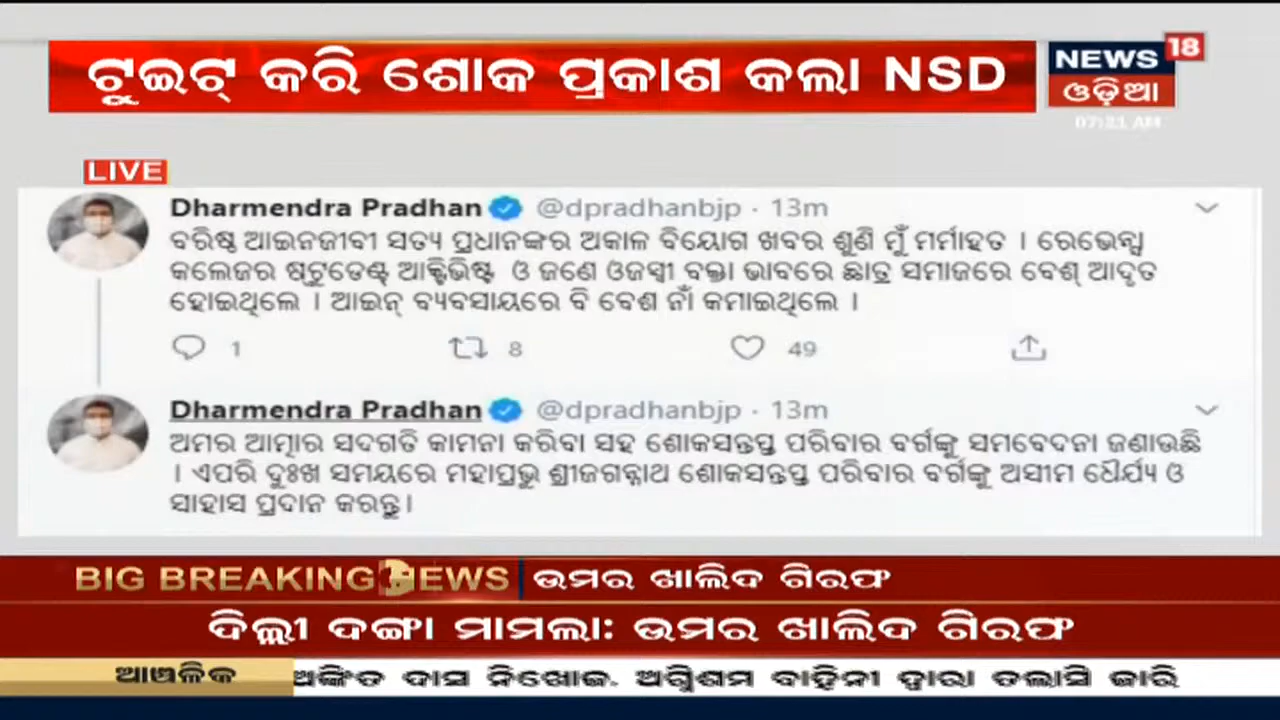 ଟୁଇଟ୍ କରି ଶୋକ ପ୍ରକାଶ କଲା NSD
NEWS 18
ଓଡ଼ିଆ
07:21 AM
LIVE
Dharmendra Pradhan @dpradhanbjp · 13m
ବରିଷ୍ଠ ଆଇନଜୀବୀ ସତ୍ୟ ପ୍ରଧାନଙ୍କର ଅକାଳ ବିୟୋଗ ଖବର ଶୁଣି ମୁଁ ମର୍ମାହତ । ରେଭେନ୍ସା
କଲେଜର ଷ୍ଟୁଡେଣ୍ଟ୍ ଆକ୍ଟିଭିଷ୍ଟ ଓ ଜଣେ ଓଜସ୍ୱୀ ବକ୍ତା ଭାବରେ ଛାତ୍ର ସମାଜରେ ବେଶ୍ ଆଦୃତ
ହୋଇଥିଲେ । ଆଇନ୍ ବ୍ୟବସାୟରେ ବି ବେଶ ନାଁ କମାଇଥିଲେ ।
1 8 49
Dharmendra Pradhan @dpradhanbjp · 13m
ଅମର ଆତ୍ମାର ସଦଗତି କାମନା କରିବା ସହ ଶୋକସନ୍ତପ୍ତ ପରିବାର ବର୍ଗଙ୍କୁ ସମବେଦନା ଜଣାଉଛି
। ଏପରି ଦୁଃଖ ସମୟରେ ମହାପ୍ରଭୁ ଶ୍ରୀଜଗନ୍ନାଥ ଶୋକସନ୍ତପ୍ତ ପରିବାର ବର୍ଗଙ୍କୁ ଅସୀମ ଧୈର୍ଯ୍ୟ ଓ
ସାହାସ ପ୍ରଦାନ କରନ୍ତୁ।
BIG BREAKING NEWS ଉମର ଖାଲିଦ ଗିରଫ
ଦିଲ୍ଲୀ ଦଙ୍ଗା ମାମଲା: ଉମର ଖାଲିଦ ଗିରଫ
ଆଞ୍ଚଳିକ ଅଙ୍କିତ ଦାସ ନିଖୋଜ, ଅଗ୍ନିଶମ ବାହିନୀ ଦ୍ୱାରା ତଲାସି ଜାରି